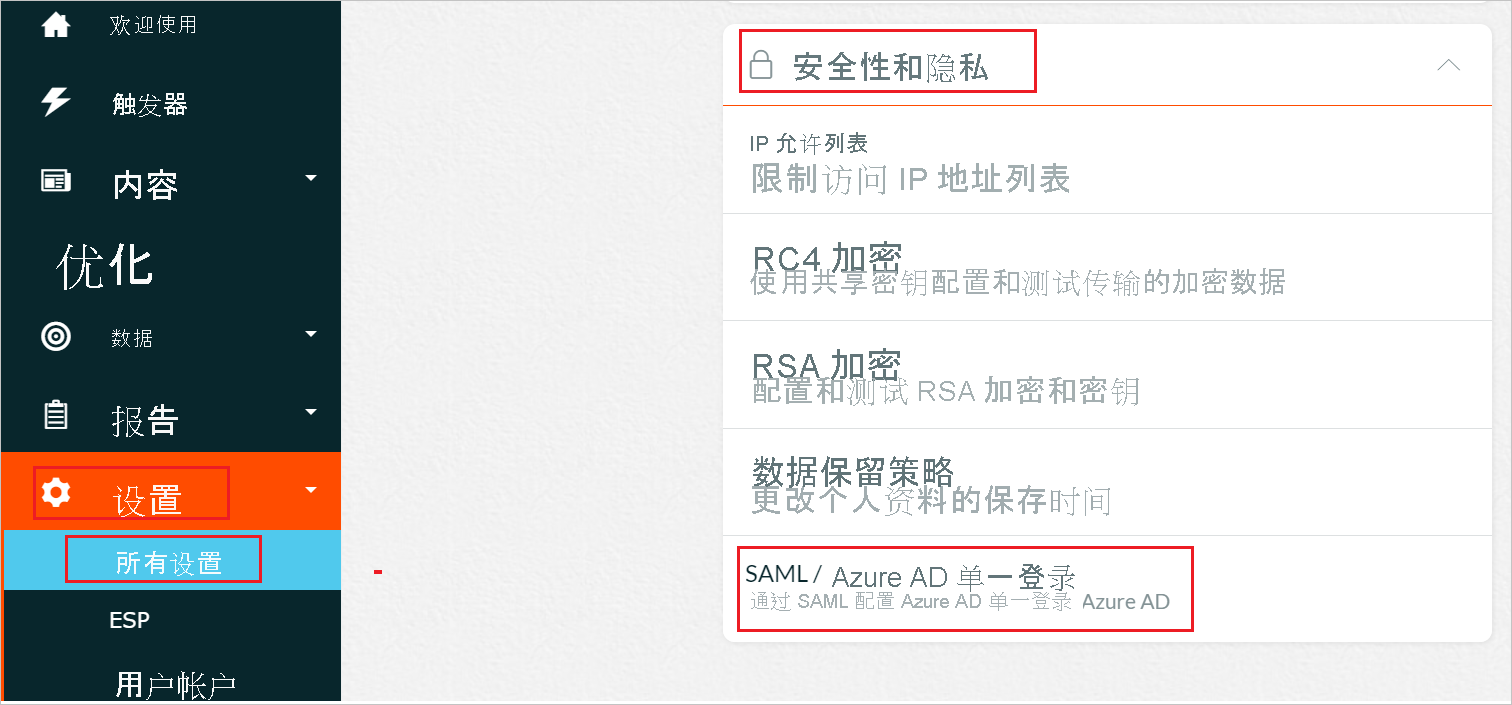 欢迎使用
触发器
内容
优化
数据
报告
设置
所有设置
ESP
用户帐户
安全性和隐私
IP 允许列表
限制访问 IP 地址列表
RC4 加密
使用共享密钥配置和测试传输的加密数据
RSA 加密
配置和测试 RSA 加密和密钥
数据保留策略
更改个人资料的保存时间
SAML / Azure AD 单一登录
通过 SAML 配置 Azure AD 单一登录 Azure AD